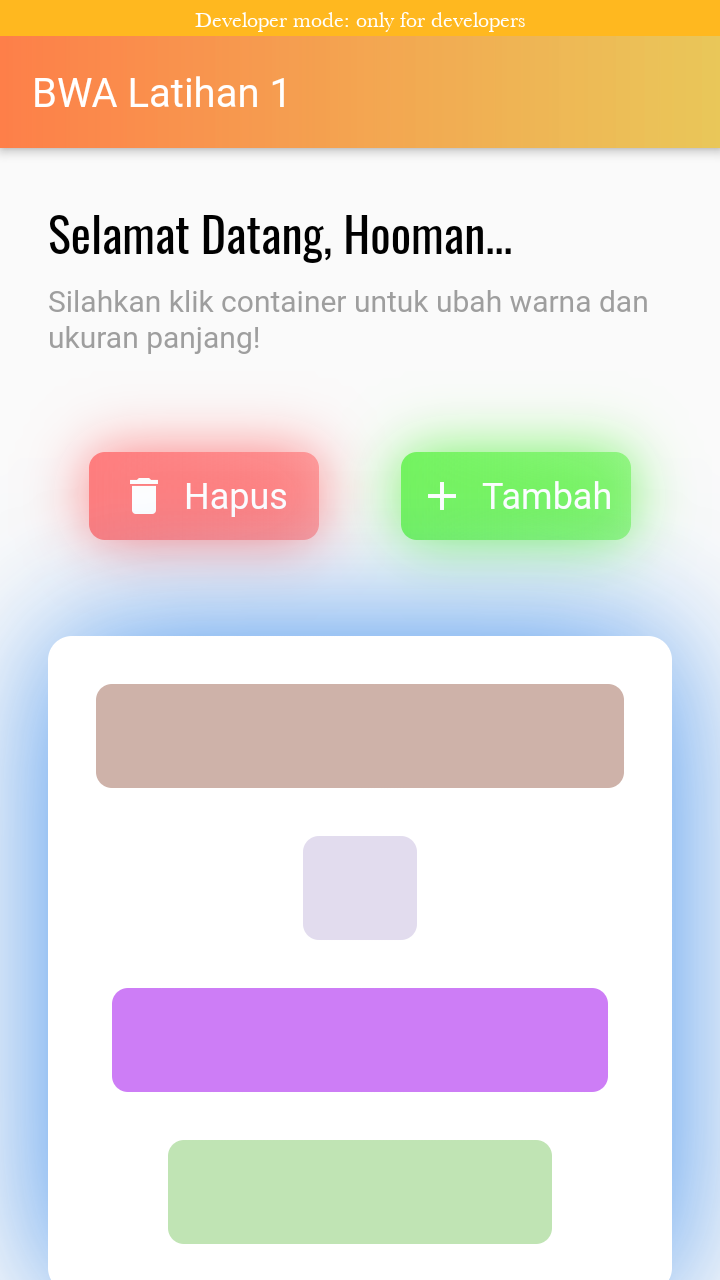 Developer mode: only for developers
BWA Latihan 1
Selamat Datang, Hooman...
Silahkan klik container untuk ubah warna dan
ukuran panjang!
Hapus
Tambah